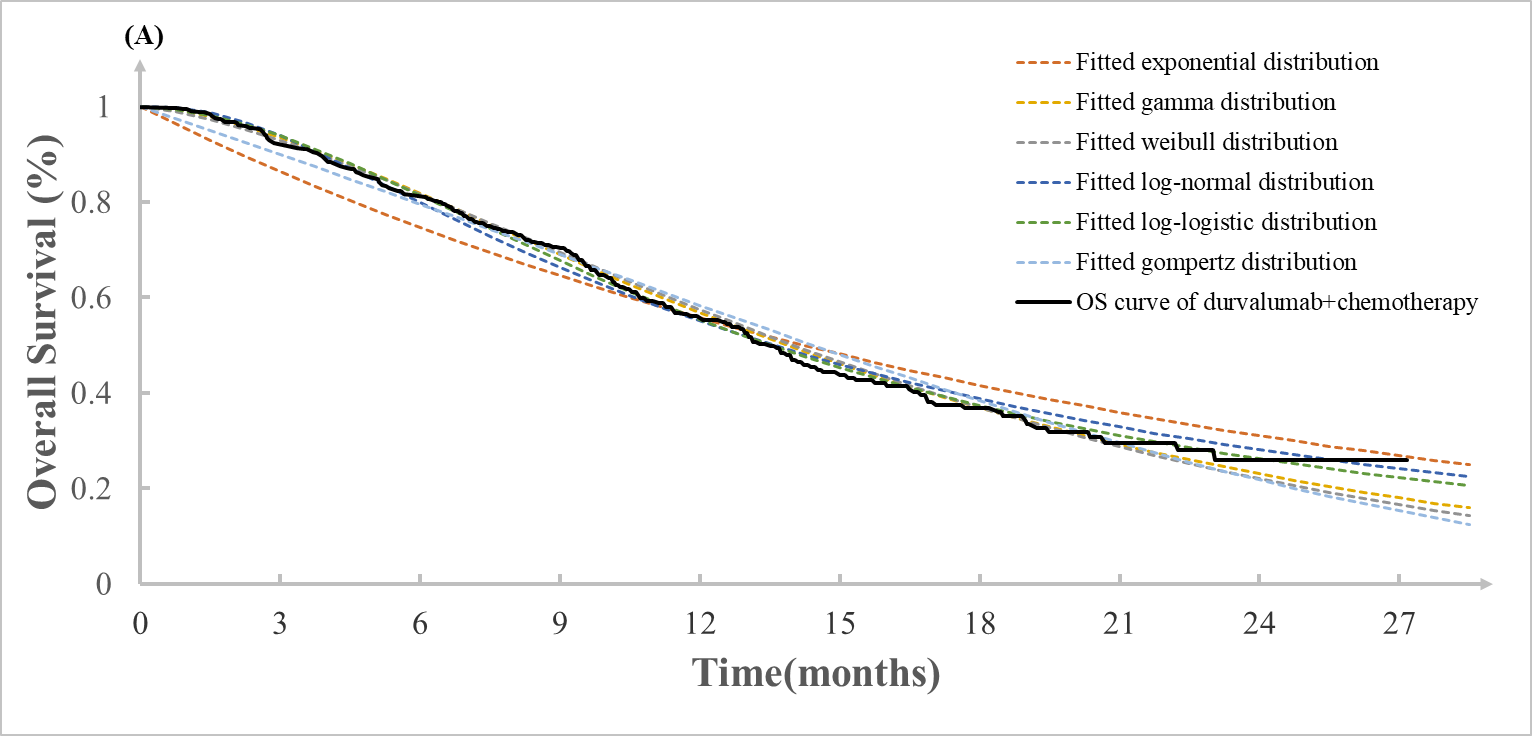 (A)
Fitted exponential distribution
Fitted gamma distribution
Fitted weibull distribution
Fitted log-normal distribution
Fitted log-logistic distribution
Fitted gompertz distribution
OS curve of durvalumab+chemotherapy
Overall Survival (%)
1
0.8
0.6
0.4
0.2
0
0 3 6 9 12 15 18 21 24 27
Time(months)